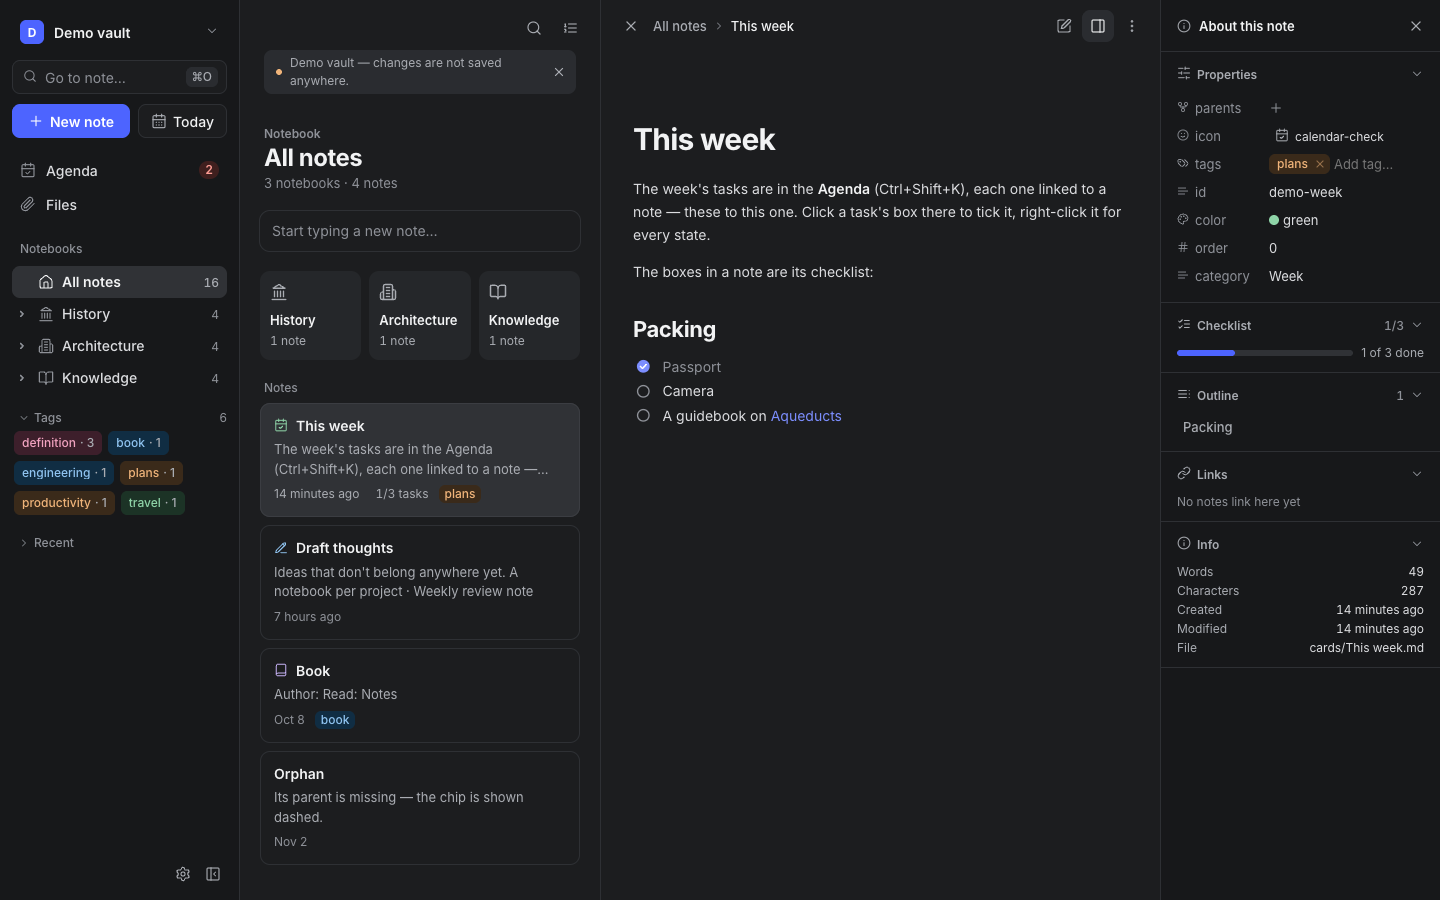 D Demo vault
Go to note... ⌘O
+ New note
Today
Agenda 2
Files
Notebooks
All notes 16
History 4
Architecture 4
Knowledge 4
Tags 6
definition · 3
book · 1
engineering · 1
plans · 1
productivity · 1
travel · 1
Recent
Demo vault — changes are not saved
anywhere.
Notebook
All notes
3 notebooks · 4 notes
Start typing a new note...
History
1 note
Architecture
1 note
Knowledge
1 note
Notes
This week
The week's tasks are in the Agenda
(Ctrl+Shift+K), each one linked to a note —...
14 minutes ago 1/3 tasks plans
Draft thoughts
Ideas that don't belong anywhere yet. A
notebook per project · Weekly review note
7 hours ago
Book
Author: Read: Notes
Oct 8 book
Orphan
Its parent is missing — the chip is shown
dashed.
Nov 2
All notes > This week
This week
The week's tasks are in the Agenda (Ctrl+Shift+K), each one linked to a
note — these to this one. Click a task's box there to tick it, right-click it for
every state.
The boxes in a note are its checklist:
Packing
Passport
Camera
A guidebook on Aqueducts
About this note
Properties
parents +
icon calendar-check
tags plans × Add tag...
id demo-week
color green
order 0
category Week
Checklist 1/3
1 of 3 done
Outline 1
Packing
Links
No notes link here yet
Info
Words 49
Characters 287
Created 14 minutes ago
Modified 14 minutes ago
File cards/This week.md